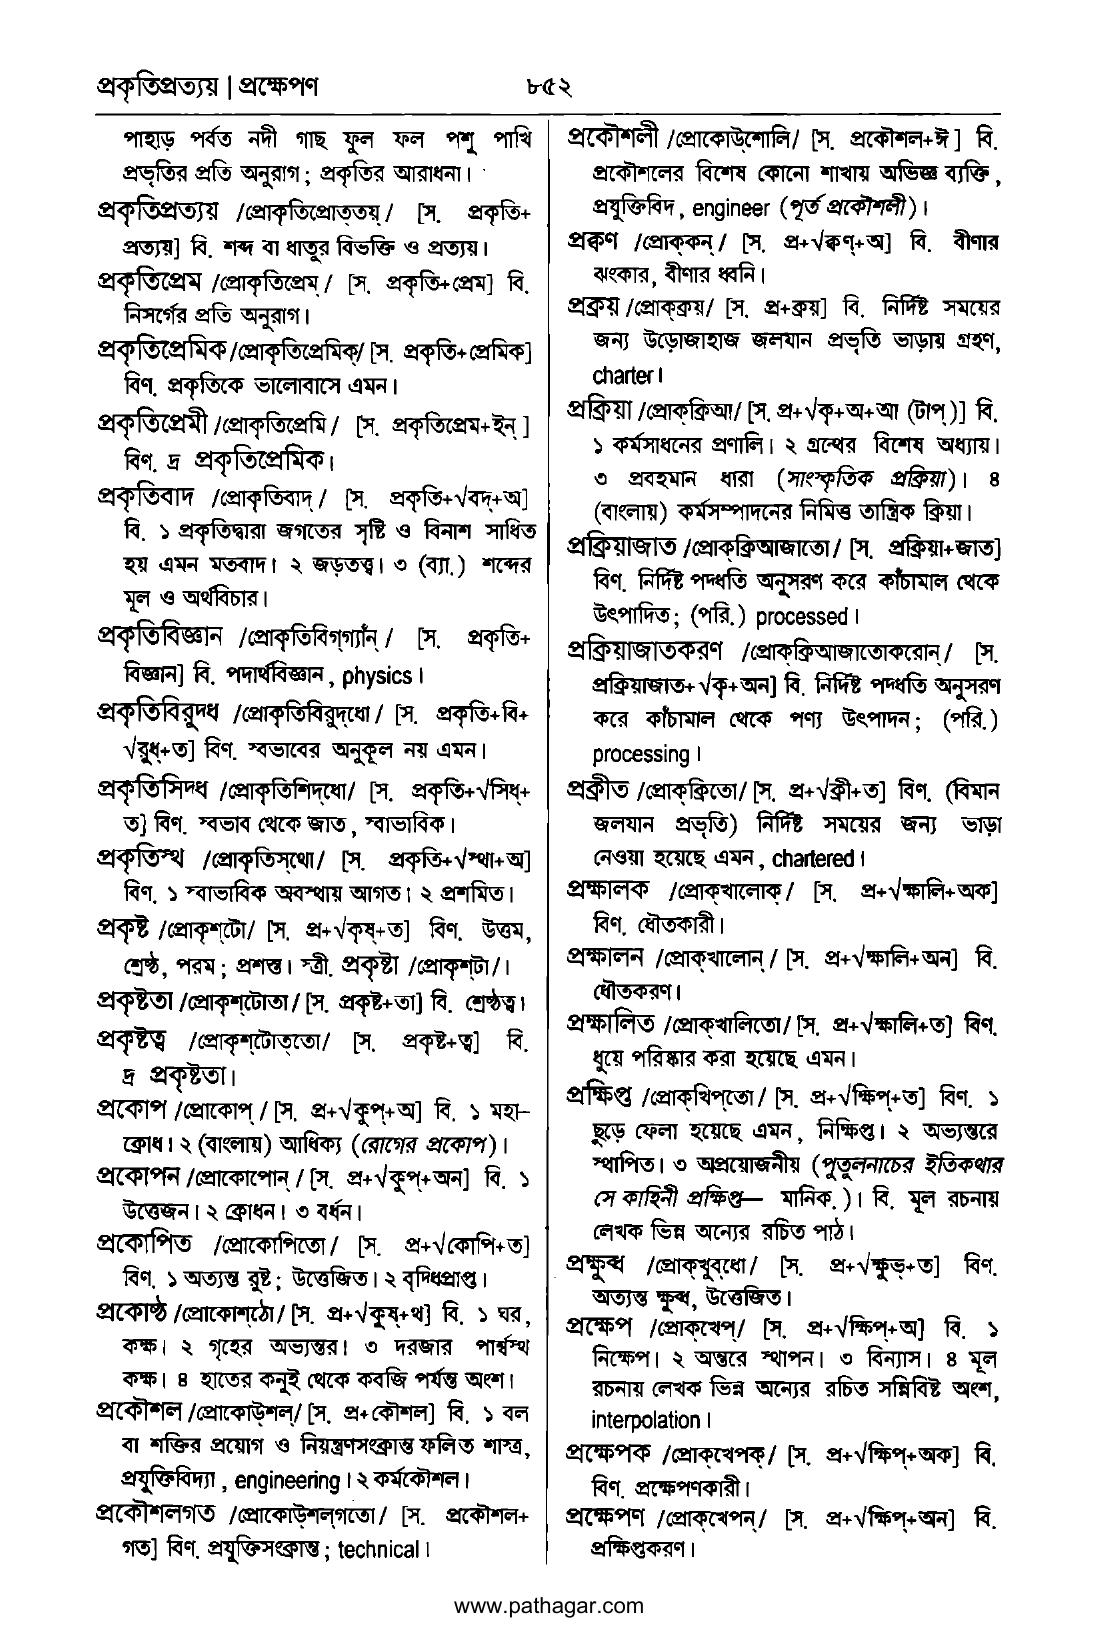 প্রকৃতিপ্রত্যয় | প্রক্ষেপণ
৮৫২
পাহাড় পর্বত নদী গাছ ফুল ফল পশু পাখি
প্রভৃতির প্রতি অনুরাগ; প্রকৃতির আরাধনা।
প্রকৃতিপ্রত্যয় /প্রোকৃতিপ্রোত্‌তয়্‌/ [স. প্রকৃতি+
প্রত্যয়] বি. শব্দ বা ধাতুর বিভক্তি ও প্রত্যয়।
প্রকৃতিপ্রেম /প্রোকৃতিপ্রেম্‌/ [স. প্রকৃতি+প্রেম] বি.
নিসর্গের প্রতি অনুরাগ।
প্রকৃতিপ্রেমিক /প্রোকৃতিপ্রেমিক্‌/ [স. প্রকৃতি+প্রেমিক]
বিণ. প্রকৃতিকে ভালোবাসে এমন।
প্রকৃতিপ্রেমী /প্রোকৃতিপ্রেমি/ [স. প্রকৃতিপ্রেম+ইন্‌]
বিণ. দ্র প্রকৃতিপ্রেমিক।
প্রকৃতিবাদ /প্রোকৃতিবাদ্‌/ [স. প্রকৃতি+√বদ্‌+অ]
বি. ১ প্রকৃতিদ্বারা জগতের সৃষ্টি ও বিনাশ সাধিত
হয় এমন মতবাদ। ২ জড়তত্ত্ব। ৩ (ব্যা.) শব্দের
মূল ও অর্থবিচার।
প্রকৃতিবিজ্ঞান /প্রোকৃতিবিগ্‌গ্যাঁন্‌/ [স. প্রকৃতি+
বিজ্ঞান] বি. পদার্থবিজ্ঞান, physics।
প্রকৃতিবিরুদ্ধ /প্রোকৃতিবিরুদ্‌ধো/ [স. প্রকৃতি+বি+
√রুধ্‌+ত] বিণ. স্বভাবের অনুকূল নয় এমন।
প্রকৃতিসিদ্ধ /প্রোকৃতিশিদ্‌ধো/ [স. প্রকৃতি+√সিধ্‌+
ত] বিণ. স্বভাব থেকে জাত, স্বাভাবিক।
প্রকৃতিস্থ /প্রোকৃতিস্‌থো/ [স. প্রকৃতি+√স্থা+অ]
বিণ. ১ স্বাভাবিক অবস্থায় আগত। ২ প্রশমিত।
প্রকৃষ্ট /প্রোকৃশ্‌টো/ [স. প্র+√কৃষ্‌+ত] বিণ. উত্তম,
শ্রেষ্ঠ, পরম; প্রশস্ত। স্ত্রী. প্রকৃষ্টা /প্রোকৃশ্‌টা/।
প্রকৃষ্টতা /প্রোকৃশ্‌টোতা/ [স. প্রকৃষ্ট+তা] বি. শ্রেষ্ঠত্ব।
প্রকৃষ্টত্ব /প্রোকৃশ্‌টোত্‌তো/ [স. প্রকৃষ্ট+ত্ব] বি.
দ্র প্রকৃষ্টতা।
প্রকোপ /প্রোকোপ্‌/ [স. প্র+√কুপ্‌+অ] বি. ১ মহা–
ক্রোধ। ২ (বাংলায়) আধিক্য (রোগের প্রকোপ)।
প্রকোপন /প্রোকোপোন্‌/ [স. প্র+√কুপ্‌+অন] বি. ১
উত্তেজন। ২ ক্রোধন। ৩ বর্ধন।
প্রকোপিত /প্রোকোপিতো/ [স. প্র+√কোপি+ত]
বিণ. ১ অত্যন্ত রুষ্ট; উত্তেজিত। ২ বৃদ্ধিপ্রাপ্ত।
প্রকোষ্ঠ /প্রোকোশ্‌ঠো/ [স. প্র+√কুষ্‌+থ] বি. ১ ঘর,
কক্ষ। ২ গৃহের অভ্যন্তর। ৩ দরজার পার্শ্বস্থ
কক্ষ। ৪ হাতের কনুই থেকে কবজি পর্যন্ত অংশ।
প্রকৌশল /প্রোকোউশল্‌/ [স. প্র+কৌশল] বি. ১ বল
বা শক্তির প্রয়োগ ও নিয়ন্ত্রণসংক্রান্ত ফলিত শাস্ত্র,
প্রযুক্তিবিদ্যা, engineering। ২ কর্মকৌশল।
প্রকৌশলগত /প্রোকোউশল্‌গতো/ [স. প্রকৌশল+
গত] বিণ. প্রযুক্তিসংক্রান্ত; technical।
প্রকৌশলী /প্রোকোউশোলি/ [স. প্রকৌশল+ঈ] বি.
প্রকৌশলের বিশেষ কোনো শাখায় অভিজ্ঞ ব্যক্তি,
প্রযুক্তিবিদ, engineer (পূর্ত প্রকৌশলী)।
প্রক্বণ /প্রোক্‌কন্‌/ [স. প্র+√ক্বণ্‌+অ] বি. বীণার
ঝংকার, বীণার ধ্বনি।
প্রক্রয় /প্রোক্‌ক্রয়্‌/ [স. প্র+ক্রয়] বি. নির্দিষ্ট সময়ের
জন্য উড়োজাহাজ জলযান প্রভৃতি ভাড়ায় গ্রহণ,
charter।
প্রক্রিয়া /প্রোক্‌ক্রিআ/ [স. প্র+√কৃ+অ+আ (টাপ্‌)] বি.
১ কর্মসাধনের প্রণালি। ২ গ্রন্থের বিশেষ অধ্যায়।
৩ প্রবহমান ধারা (সাংস্কৃতিক প্রক্রিয়া)। ৪
(বাংলায়) কর্মসম্পাদনের নিমিত্ত তান্ত্রিক ক্রিয়া।
প্রক্রিয়াজাত /প্রোক্‌ক্রিআজাতো/ [স. প্রক্রিয়া+জাত]
বিণ. নির্দিষ্ট পদ্ধতি অনুসরণ করে কাঁচামাল থেকে
উৎপাদিত; (পরি.) processed।
প্রক্রিয়াজাতকরণ /প্রোক্‌ক্রিআজাতোকরোন্‌/ [স.
প্রক্রিয়াজাত+√কৃ+অন] বি. নির্দিষ্ট পদ্ধতি অনুসরণ
করে কাঁচামাল থেকে পণ্য উৎপাদন; (পরি.)
processing।
প্রক্রীত /প্রোক্‌ক্রিতো/ [স. প্র+√ক্রী+ত] বিণ. (বিমান
জলযান প্রভৃতি) নির্দিষ্ট সময়ের জন্য ভাড়া
নেওয়া হয়েছে এমন, chartered।
প্রক্ষালক /প্রোক্‌খালোক্‌/ [স. প্র+√ক্ষালি+অক]
বিণ. ধৌতকারী।
প্রক্ষালন /প্রোক্‌খালোন্‌/ [স. প্র+√ক্ষালি+অন] বি.
ধৌতকরণ।
প্রক্ষালিত /প্রোক্‌খালিতো/ [স. প্র+√ক্ষালি+ত] বিণ.
ধুয়ে পরিষ্কার করা হয়েছে এমন।
প্রক্ষিপ্ত /প্রোক্‌খিপ্‌তো/ [স. প্র+√ক্ষিপ্‌+ত] বিণ. ১
ছুড়ে ফেলা হয়েছে এমন, নিক্ষিপ্ত। ২ অভ্যন্তরে
স্থাপিত। ৩ অপ্রয়োজনীয় (পুতুলনাচের ইতিকথার
সে কাহিনী প্রক্ষিপ্ত— মানিক.)। বি. মূল রচনায়
লেখক ভিন্ন অন্যের রচিত পাঠ।
প্রক্ষুব্ধ /প্রোক্‌খুব্‌ধো/ [স. প্র+√ক্ষুভ্‌+ত] বিণ.
অত্যন্ত ক্ষুব্ধ, উত্তেজিত।
প্রক্ষেপ /প্রোক্‌খেপ্‌/ [স. প্র+√ক্ষিপ্‌+অ] বি. ১
নিক্ষেপ। ২ অন্তরে স্থাপন। ৩ বিন্যাস। ৪ মূল
রচনায় লেখক ভিন্ন অন্যের রচিত সন্নিবিষ্ট অংশ,
interpolation।
প্রক্ষেপক /প্রোক্‌খেপক্‌/ [স. প্র+√ক্ষিপ্‌+অক] বি.
বিণ. প্রক্ষেপণকারী।
প্রক্ষেপণ /প্রোক্‌খেপন্‌/ [স. প্র+√ক্ষিপ্‌+অন] বি.
প্রক্ষিপ্তকরণ।
www.pathagar.com